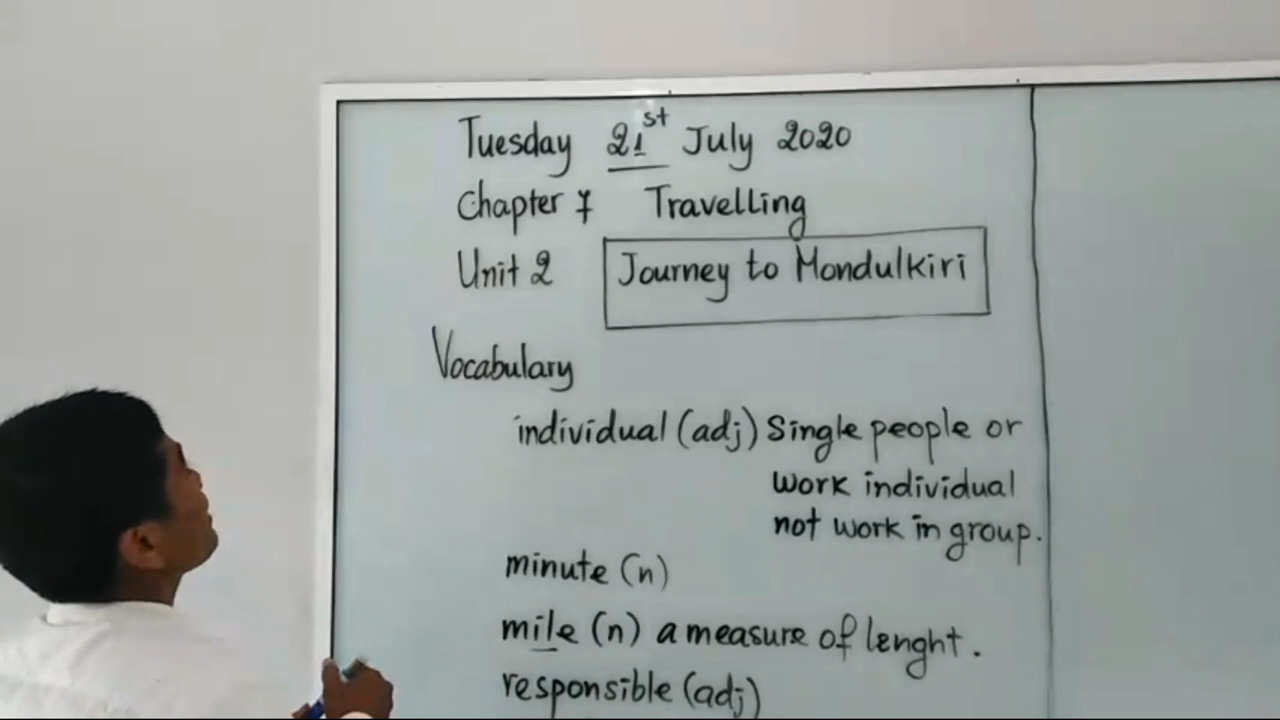 Tuesday 21st July 2020
Chapter 7 Travelling
Unit 2 Journey to Mondulkiri
Vocabulary
individual (adj) Single people or
work individual
not work in group.
minute (n)
mile (n) a measure of lenght.
responsible (adj)